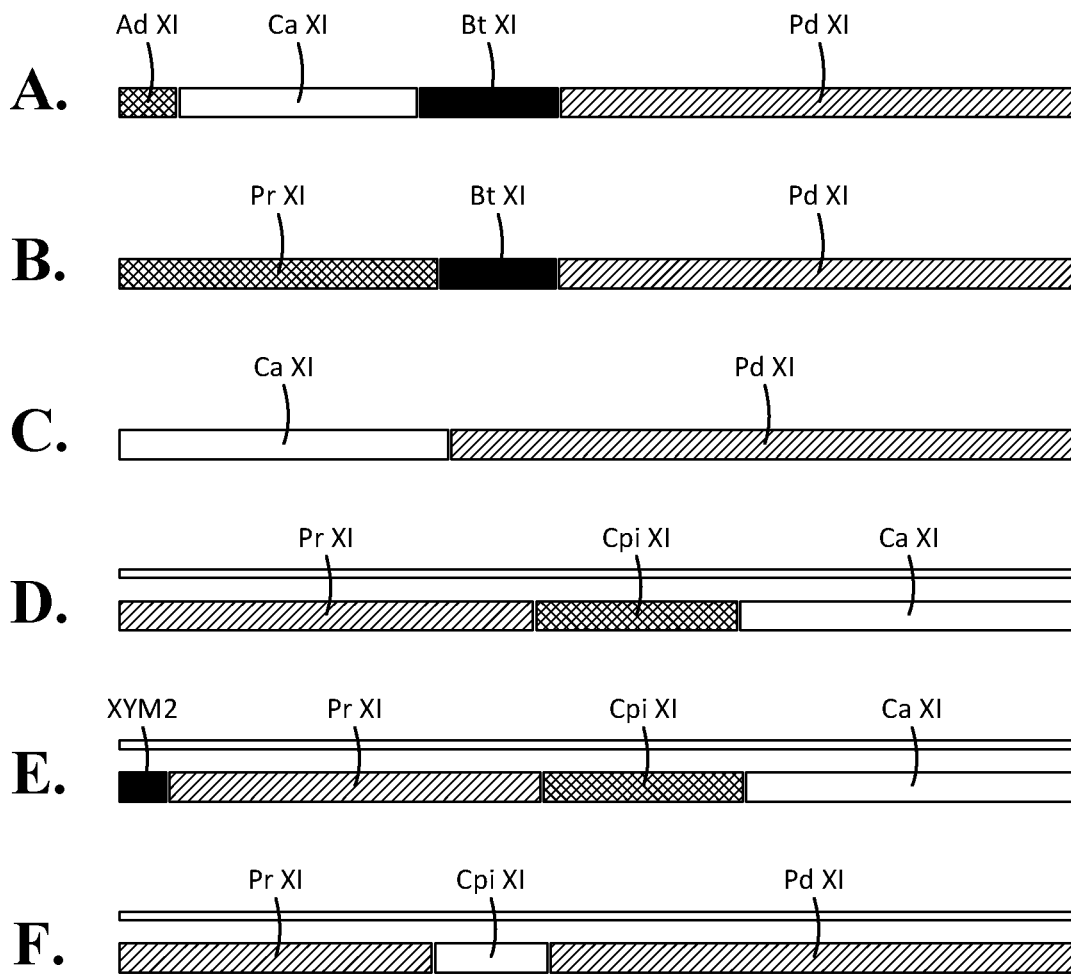 Ad XI Ca XI Bt XI Pd XI
A.
Pr XI Bt XI Pd XI
B.
Ca XI Pd XI
C.
Pr XI Cpi XI Ca XI
D.
XYM2 Pr XI Cpi XI Ca XI
E.
Pr XI Cpi XI Pd XI
F.